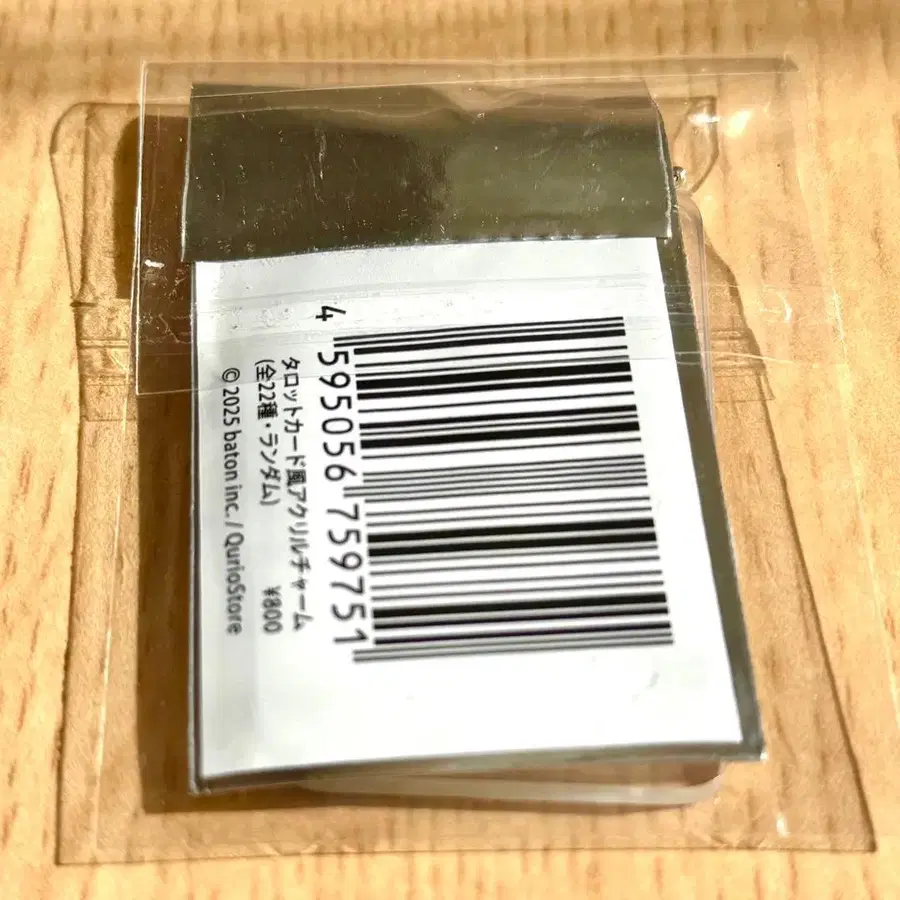 4 595056 759751
タロットカード風アクリルチャーム
(全22種・ランダム) ¥800
© 2025 baton inc. / QurioStore